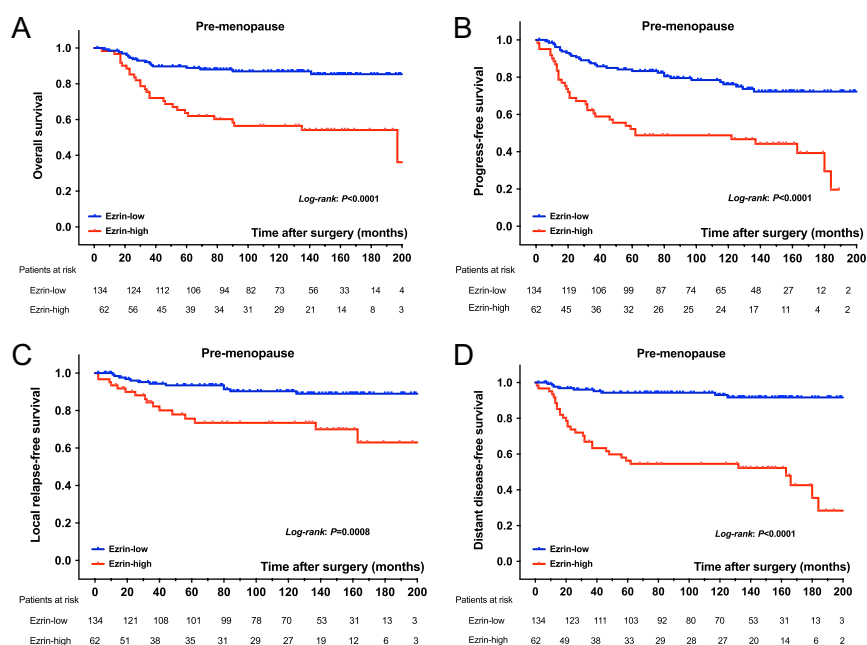 A
Pre-menopause
Overall survival
1.0
0.8
0.6
0.4
0.2
0.0
Log-rank: P<0.0001
Ezrin-low
Ezrin-high
Time after surgery (months)
0 20 40 60 80 100 120 140 160 180 200
Patients at risk
Ezrin-low 134 124 112 106 94 82 73 56 33 14 4
Ezrin-high 62 56 45 39 34 31 29 21 14 8 3
B
Pre-menopause
Progress-free survival
1.0
0.8
0.6
0.4
0.2
0.0
Log-rank: P<0.0001
Ezrin-low
Ezrin-high
Time after surgery (months)
0 20 40 60 80 100 120 140 160 180 200
Patients at risk
Ezrin-low 134 119 106 99 87 74 65 48 27 12 2
Ezrin-high 62 45 36 32 26 25 24 17 11 4 2
C
Pre-menopause
Local relapse-free survival
1.0
0.8
0.6
0.4
0.2
0.0
Log-rank: P=0.0008
Ezrin-low
Ezrin-high
Time after surgery (months)
0 20 40 60 80 100 120 140 160 180 200
Patients at risk
Ezrin-low 134 121 108 101 99 78 70 53 31 13 3
Ezrin-high 62 51 38 35 31 29 27 19 12 6 3
D
Pre-menopause
Distant disease-free survival
1.0
0.8
0.6
0.4
0.2
0.0
Log-rank: P<0.0001
Ezrin-low
Ezrin-high
Time after surgery (months)
0 20 40 60 80 100 120 140 160 180 200
Patients at risk
Ezrin-low 134 123 111 103 92 80 70 53 31 13 3
Ezrin-high 62 49 38 33 29 28 27 20 14 6 2